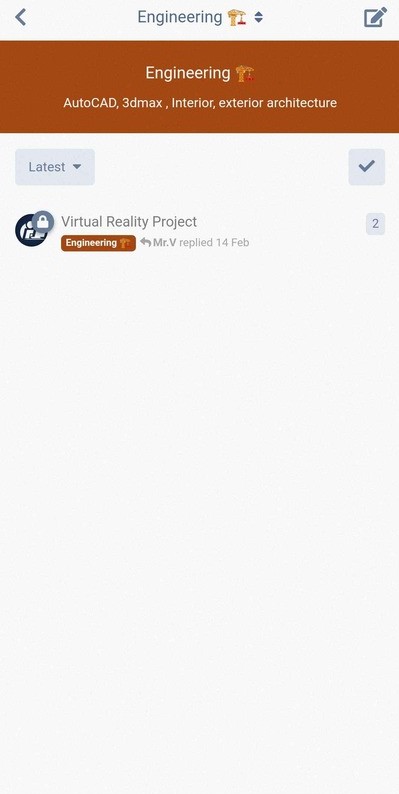 Engineering 🏗️
Engineering 🏗️
AutoCAD, 3dmax , Interior, exterior architecture
Latest
Virtual Reality Project
2
Engineering 🏗️ Mr.V replied 14 Feb